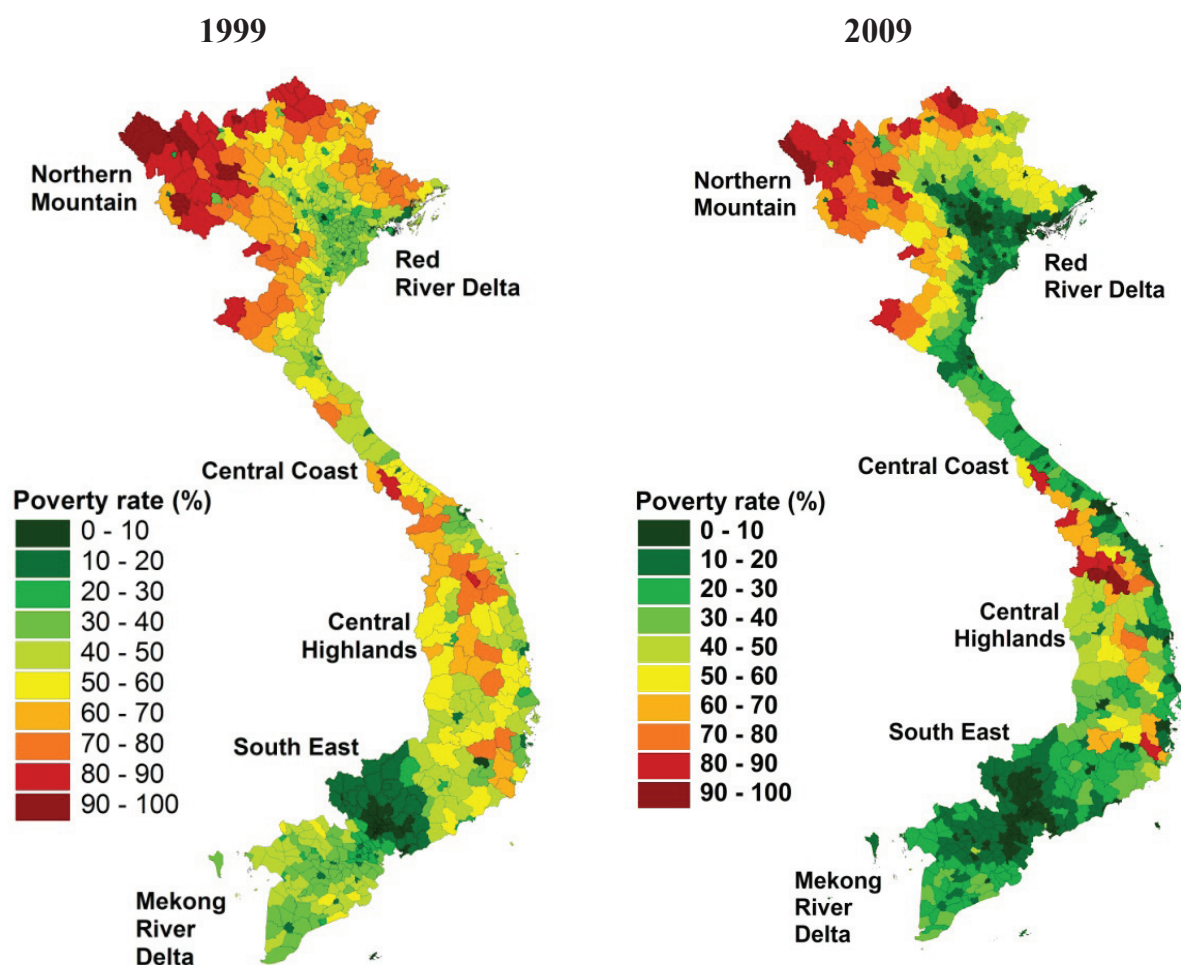 1999
Northern
Mountain
Red
River Delta
Central Coast
Poverty rate (%)
0 - 10
10 - 20
20 - 30
30 - 40
40 - 50
50 - 60
60 - 70
70 - 80
80 - 90
90 - 100
Central
Highlands
South East
Mekong
River
Delta
2009
Northern
Mountain
Red
River Delta
Central Coast
Poverty rate (%)
0 - 10
10 - 20
20 - 30
30 - 40
40 - 50
50 - 60
60 - 70
70 - 80
80 - 90
90 - 100
Central
Highlands
South East
Mekong
River
Delta